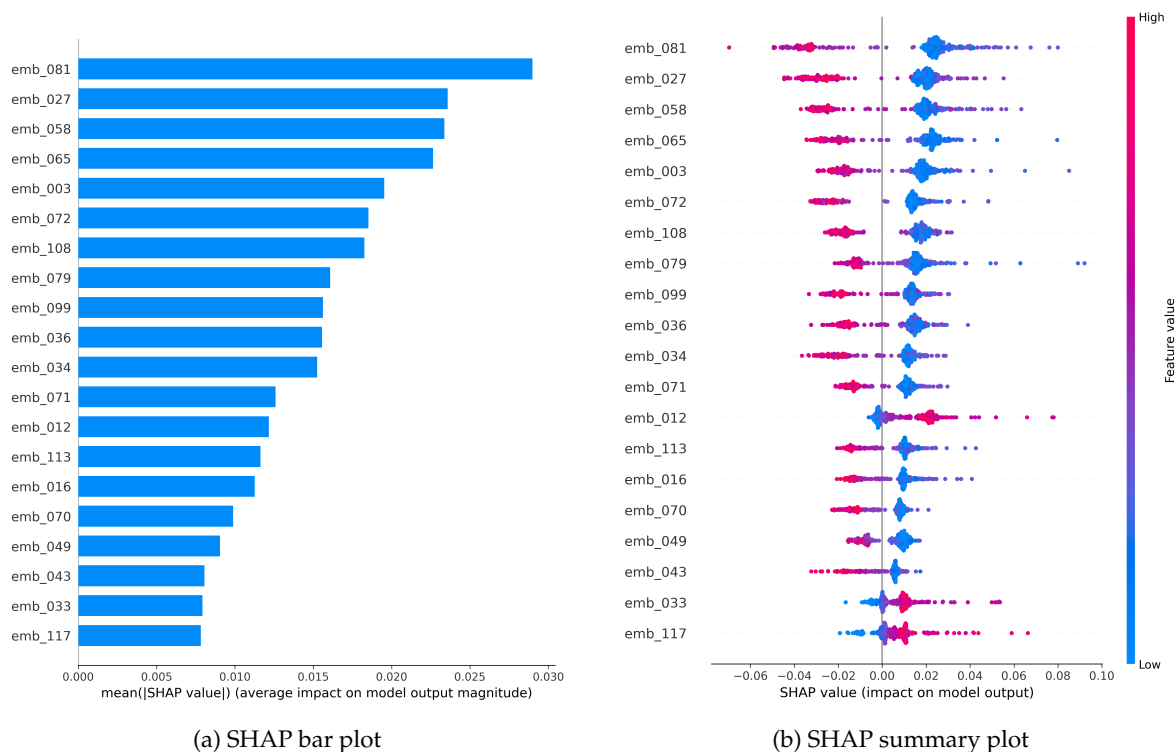 emb_081
emb_027
emb_058
emb_065
emb_003
emb_072
emb_108
emb_079
emb_099
emb_036
emb_034
emb_071
emb_012
emb_113
emb_016
emb_070
emb_049
emb_043
emb_033
emb_117
0.000 0.005 0.010 0.015 0.020 0.025 0.030
mean(|SHAP value|) (average impact on model output magnitude)
(a) SHAP bar plot
emb_081
emb_027
emb_058
emb_065
emb_003
emb_072
emb_108
emb_079
emb_099
emb_036
emb_034
emb_071
emb_012
emb_113
emb_016
emb_070
emb_049
emb_043
emb_033
emb_117
−0.06 −0.04 −0.02 0.00 0.02 0.04 0.06 0.08 0.10
SHAP value (impact on model output)
High
Feature value
Low
(b) SHAP summary plot